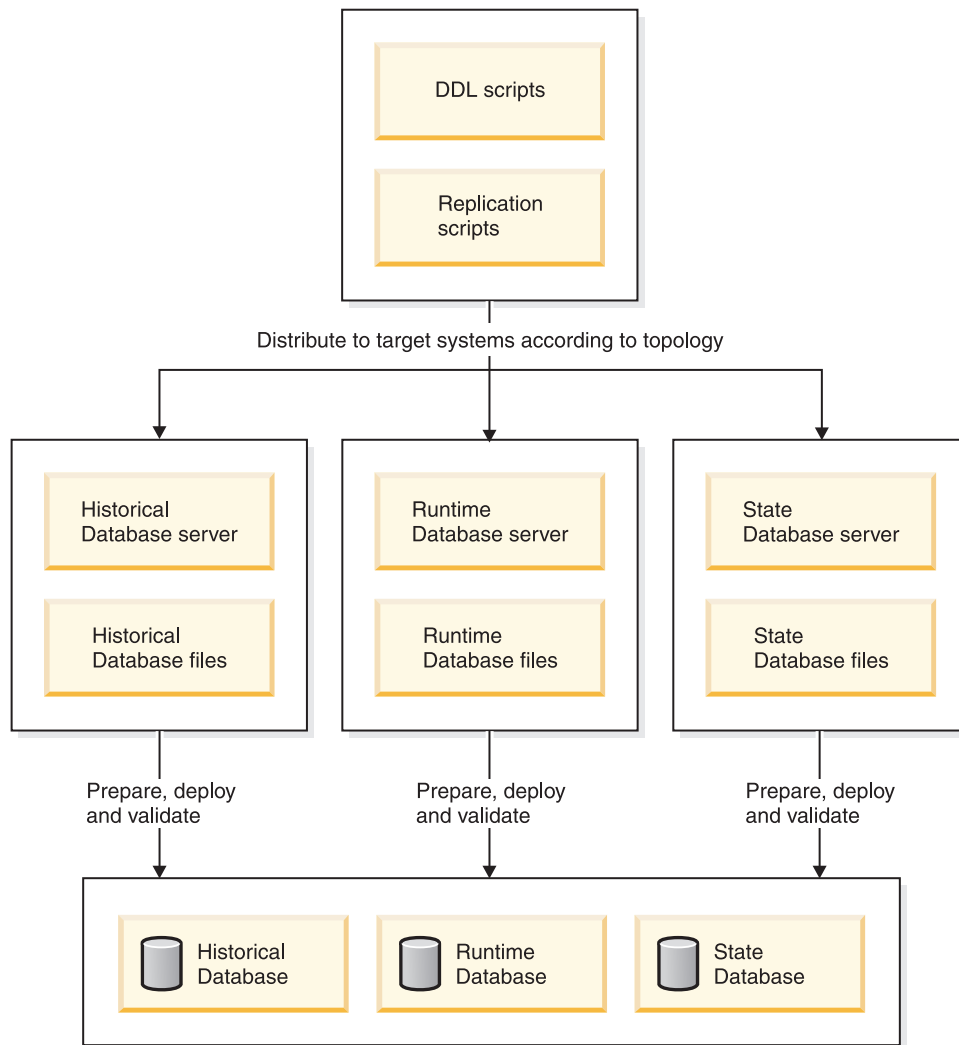 DDL scripts
Replication
scripts
Distribute to target systems according to topology
Historical
Database server
Historical
Database files
Runtime
Database server
Runtime
Database files
State
Database server
State
Database files
Prepare, deploy
and validate
Prepare, deploy
and validate
Prepare, deploy
and validate
Historical
Database
Runtime
Database
State
Database